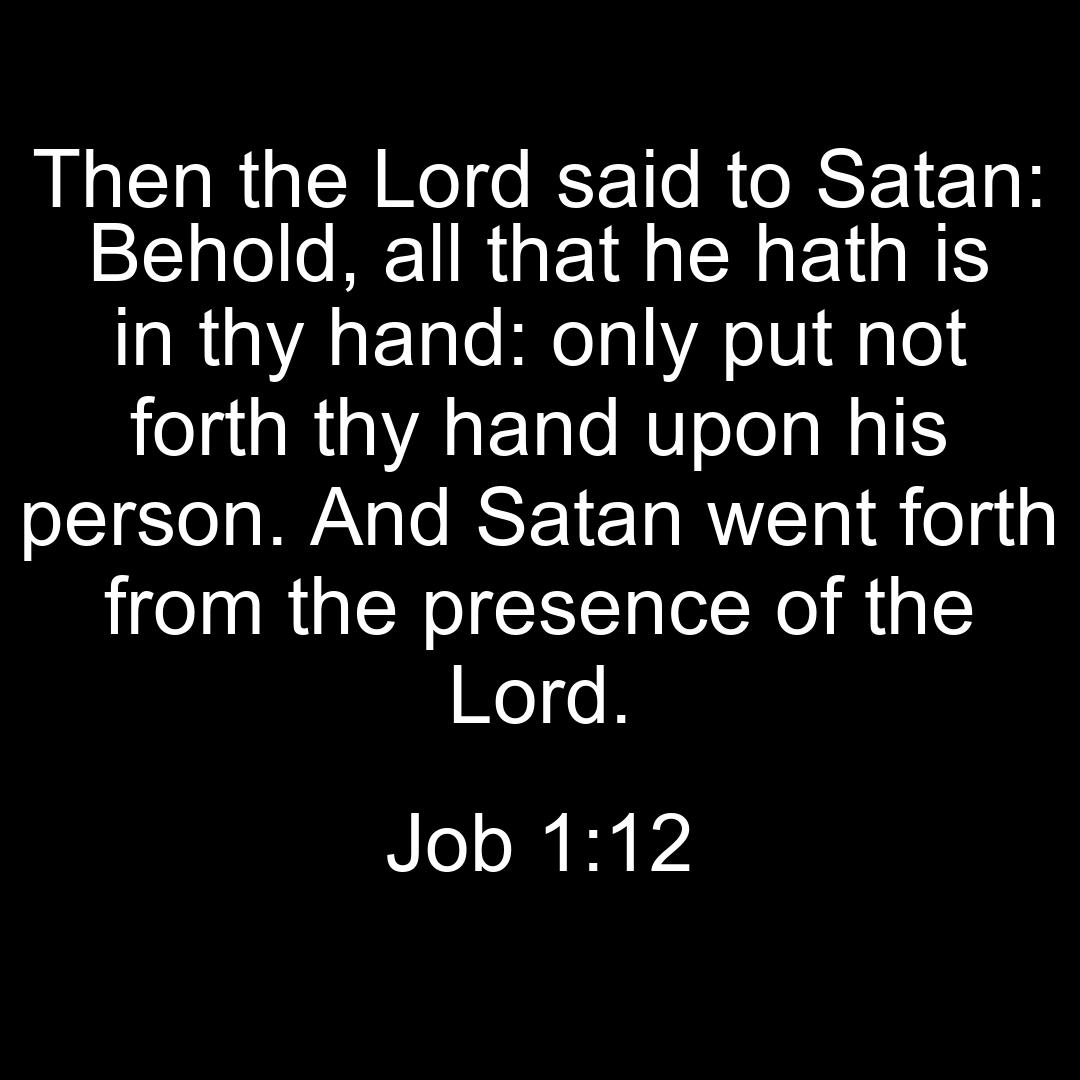 Then the Lord said to Satan:
Behold, all that he hath is
in thy hand: only put not
forth thy hand upon his
person. And Satan went forth
from the presence of the
Lord.
Job 1:12